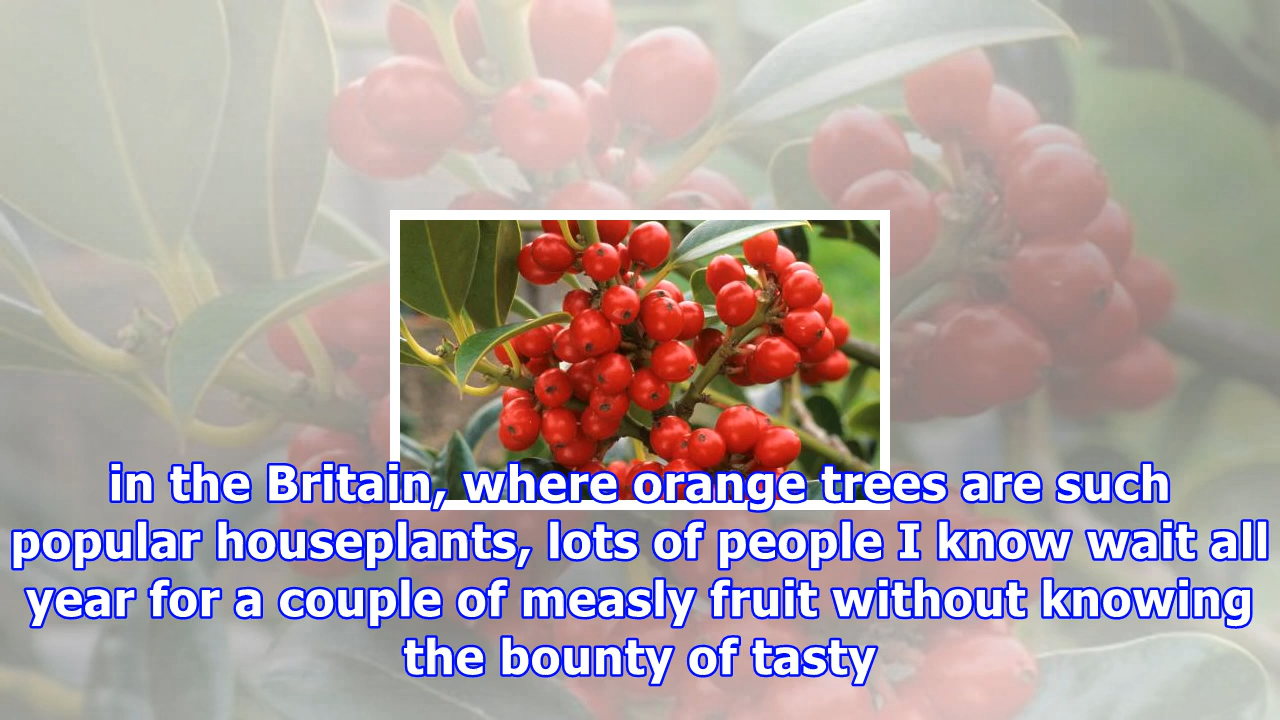 in the Britain, where orange trees are such
popular houseplants, lots of people I know wait all
year for a couple of measly fruit without knowing
the bounty of tasty